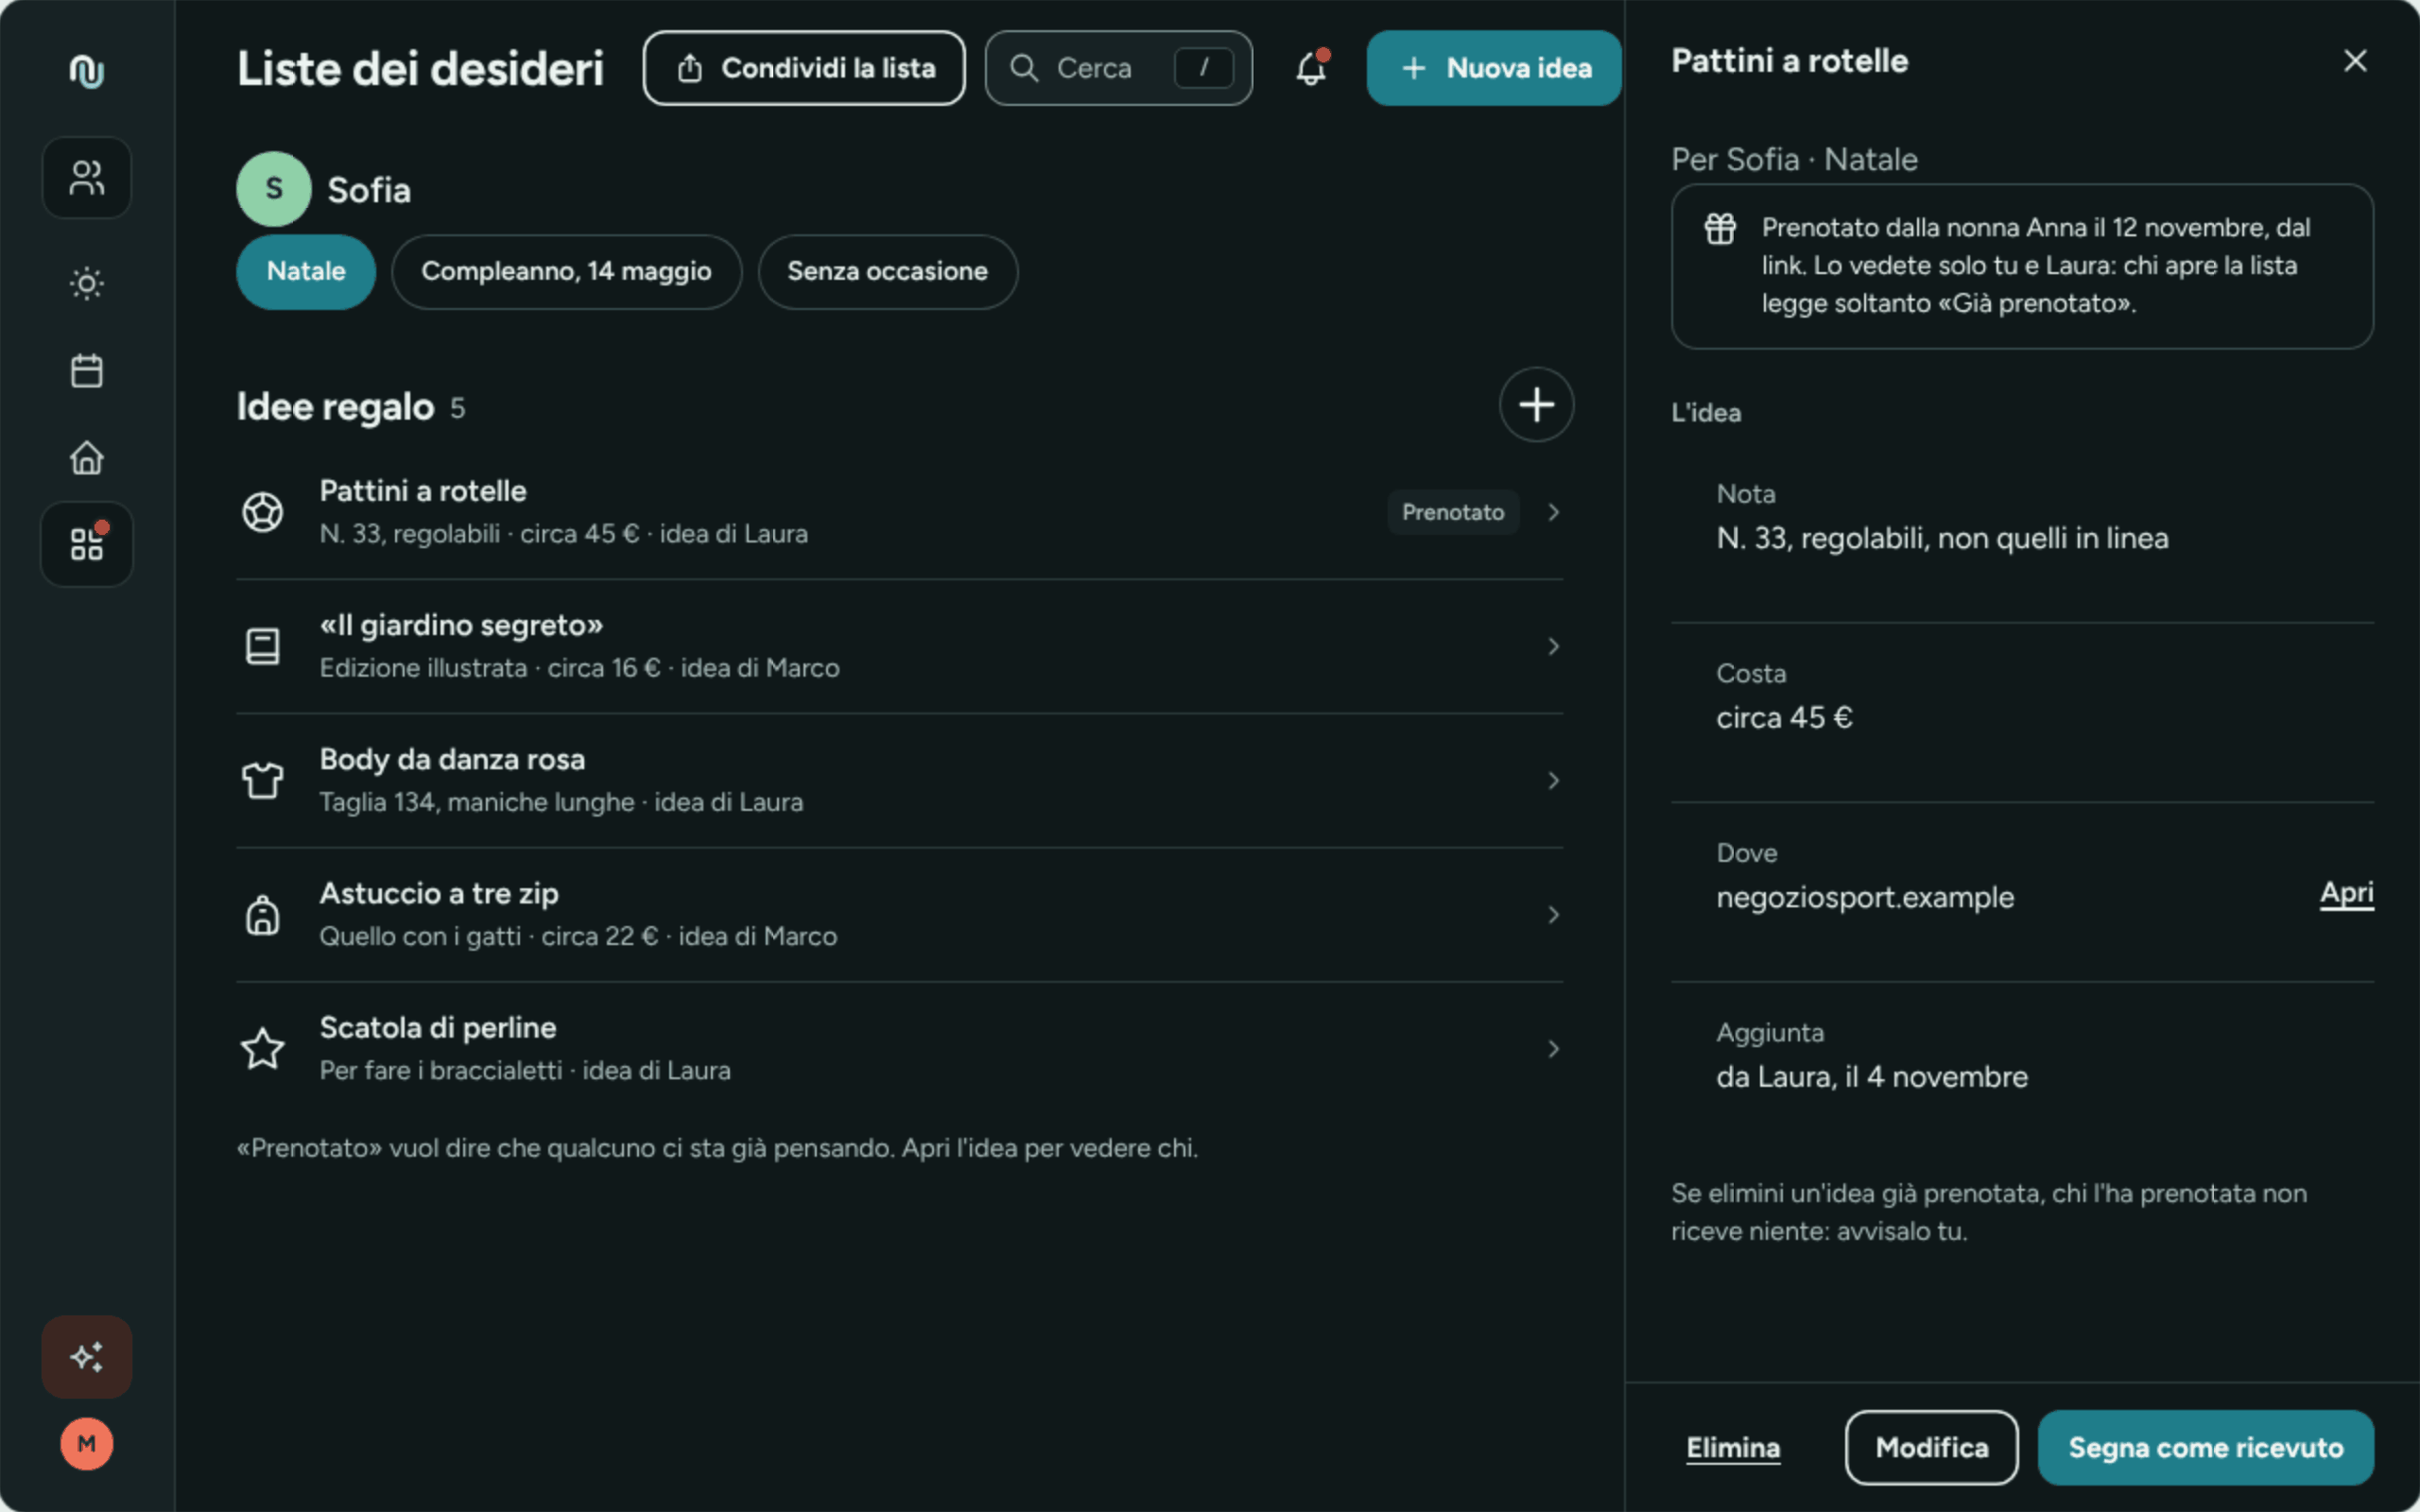 Liste dei desideri
Condividi la lista
Cerca /
Nuova idea
S Sofia
Natale
Compleanno, 14 maggio
Senza occasione
Idee regalo 5
Pattini a rotelle
N. 33, regolabili · circa 45 € · idea di Laura
Prenotato
«Il giardino segreto»
Edizione illustrata · circa 16 € · idea di Marco
Body da danza rosa
Taglia 134, maniche lunghe · idea di Laura
Astuccio a tre zip
Quello con i gatti · circa 22 € · idea di Marco
Scatola di perline
Per fare i braccialetti · idea di Laura
«Prenotato» vuol dire che qualcuno ci sta già pensando. Apri l'idea per vedere chi.
M
Pattini a rotelle
Per Sofia · Natale
Prenotato dalla nonna Anna il 12 novembre, dal
link. Lo vedete solo tu e Laura: chi apre la lista
legge soltanto «Già prenotato».
L'idea
Nota
N. 33, regolabili, non quelli in linea
Costa
circa 45 €
Dove
negoziosport.example
Apri
Aggiunta
da Laura, il 4 novembre
Se elimini un'idea già prenotata, chi l'ha prenotata non
riceve niente: avvisalo tu.
Elimina
Modifica
Segna come ricevuto